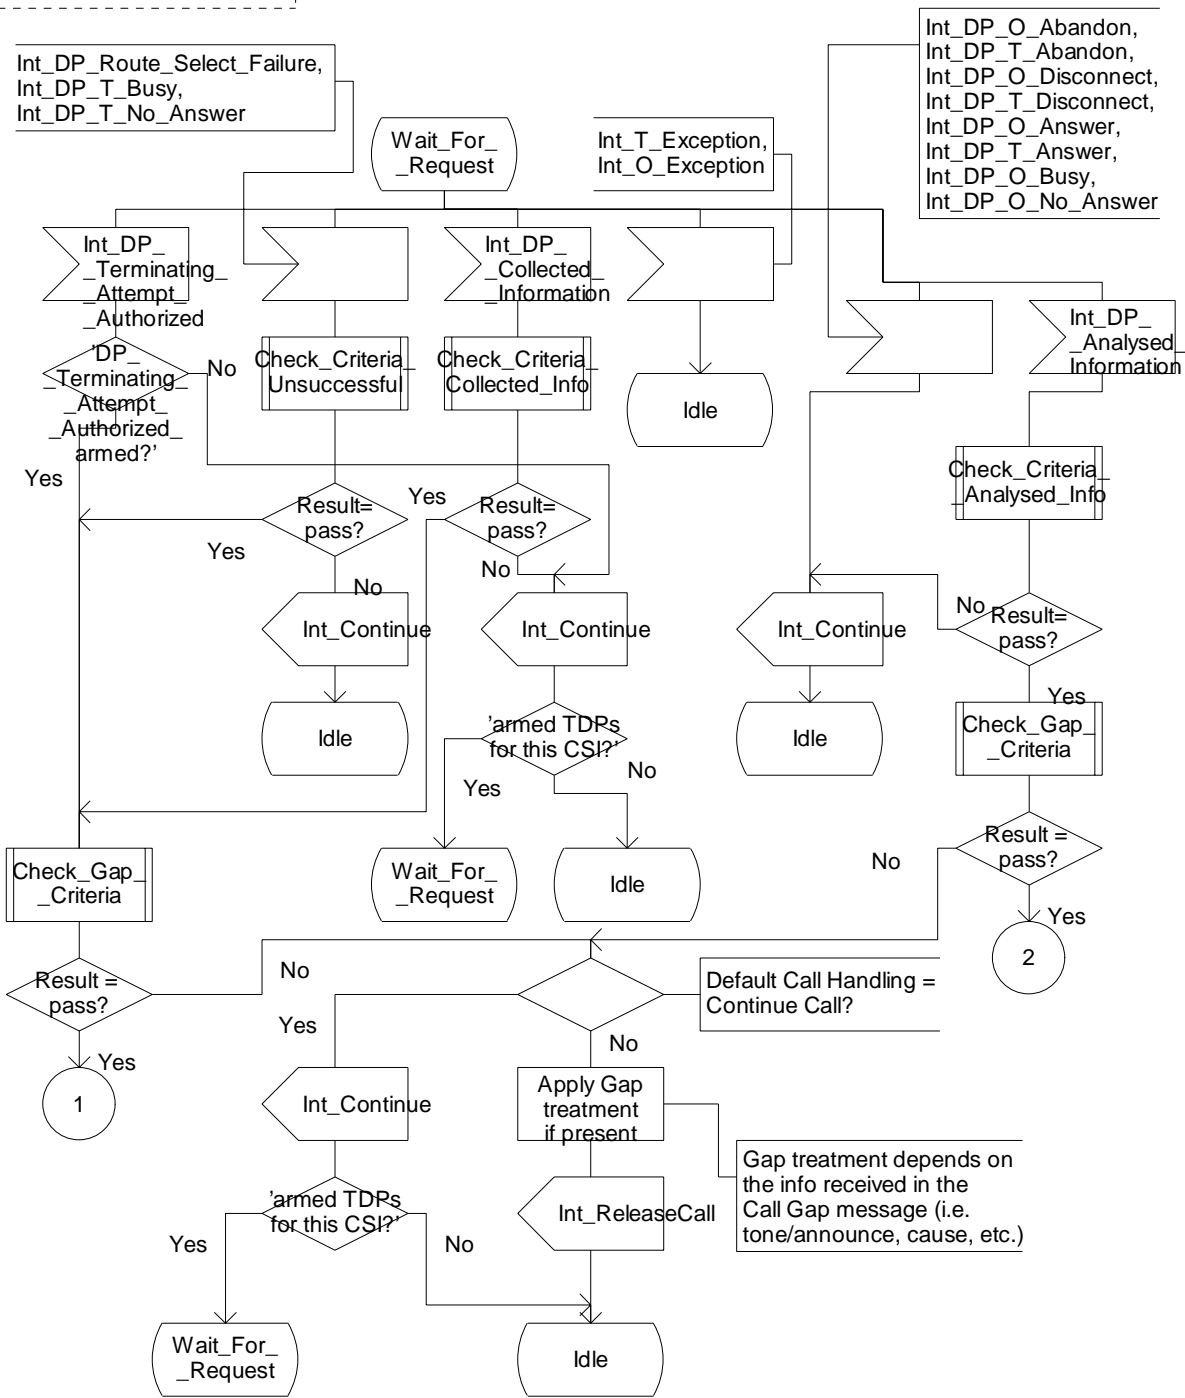 Int_DP_Route_Select_Failure,
Int_DP_T_Busy,
Int_DP_T_No_Answer
Wait_For_
_Request
Int_T_Exception,
Int_O_Exception
Int_DP_O_Abandon,
Int_DP_T_Abandon,
Int_DP_O_Disconnect,
Int_DP_T_Disconnect,
Int_DP_O_Answer,
Int_DP_T_Answer,
Int_DP_O_Busy,
Int_DP_O_No_Answer
Int_DP_
_Terminating_
_Attempt_
_Authorized
Int_DP_
_Collected_
_Information
Int_DP_
_Analysed_
Information
'DP_
_Terminating_
_Attempt_
_Authorized_
armed?'
No
Yes
Check_Criteria_
Unsuccessful
Check_Criteria_
Collected_Info
Idle
Check_Criteria_
_Analysed_Info
Result=
pass?
Yes
No
Result=
pass?
Yes
No
Int_Continue
Int_Continue
Int_Continue
No
Result=
pass?
Yes
Idle
'armed TDPs
for this CSI?'
Yes
No
Idle
Check_Gap_
_Criteria
Check_Gap_
_Criteria
Wait_For_
_Request
Idle
Result =
pass?
No
Yes
2
Result =
pass?
No
Yes
1
Default Call Handling =
Continue Call?
Yes
No
Int_Continue
Apply Gap
treatment
if present
Gap treatment depends on
the info received in the
Call Gap message (i.e.
tone/announce, cause, etc.)
'armed TDPs
for this CSI?'
Yes
No
Int_ReleaseCall
Wait_For_
_Request
Idle